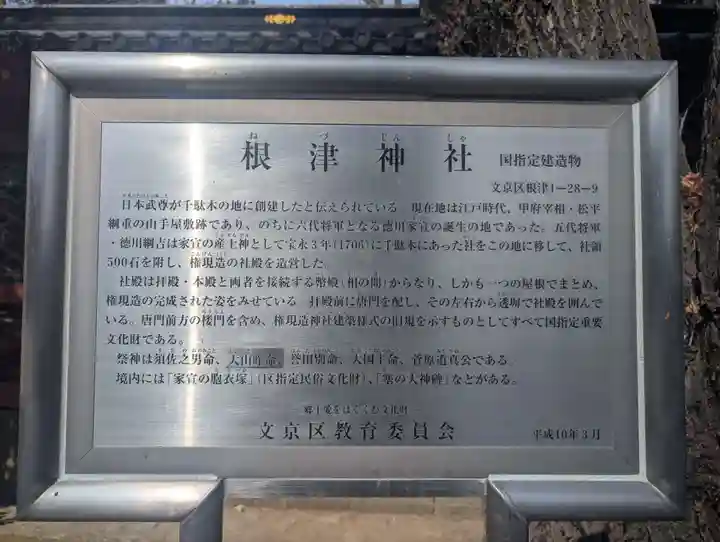 根津神社 国指定建造物
ねづじんじゃ
文京区根津1-28-9
日本武尊が千駄木の地に創建したと伝えられている 現在地は江戸時代、甲府宰相・松平
綱重の山手屋敷跡であり、のちに六代将軍となる徳川家宣の誕生の地であった。五代将軍
・徳川綱吉は家宣の産土神として宝永3年(1706)に千駄木にあった社をこの地に移して、社領
500石を附し、権現造の社殿を造営した
社殿は拝殿・本殿と両者を接続する幣殿(相の間)からなり、しかも一つの屋根でまとめ、
権現造の完成された姿をみせている 拝殿前に唐門を配し、その左右から透塀で社殿を囲んで
いる。唐門前方の楼門を含め、権現造神社建築様式の旧規を示すものとしてすべて国指定重要
文化財である。
祭神は須佐之男命、大山咋命、誉田別命、大国主命、菅原道真公である。
境内には「家宣の胞衣塚」(区指定民俗文化財)、「塞の大神碑」などがある。
郷土愛をはぐくむ文化財
文京区教育委員会 平成10年3月